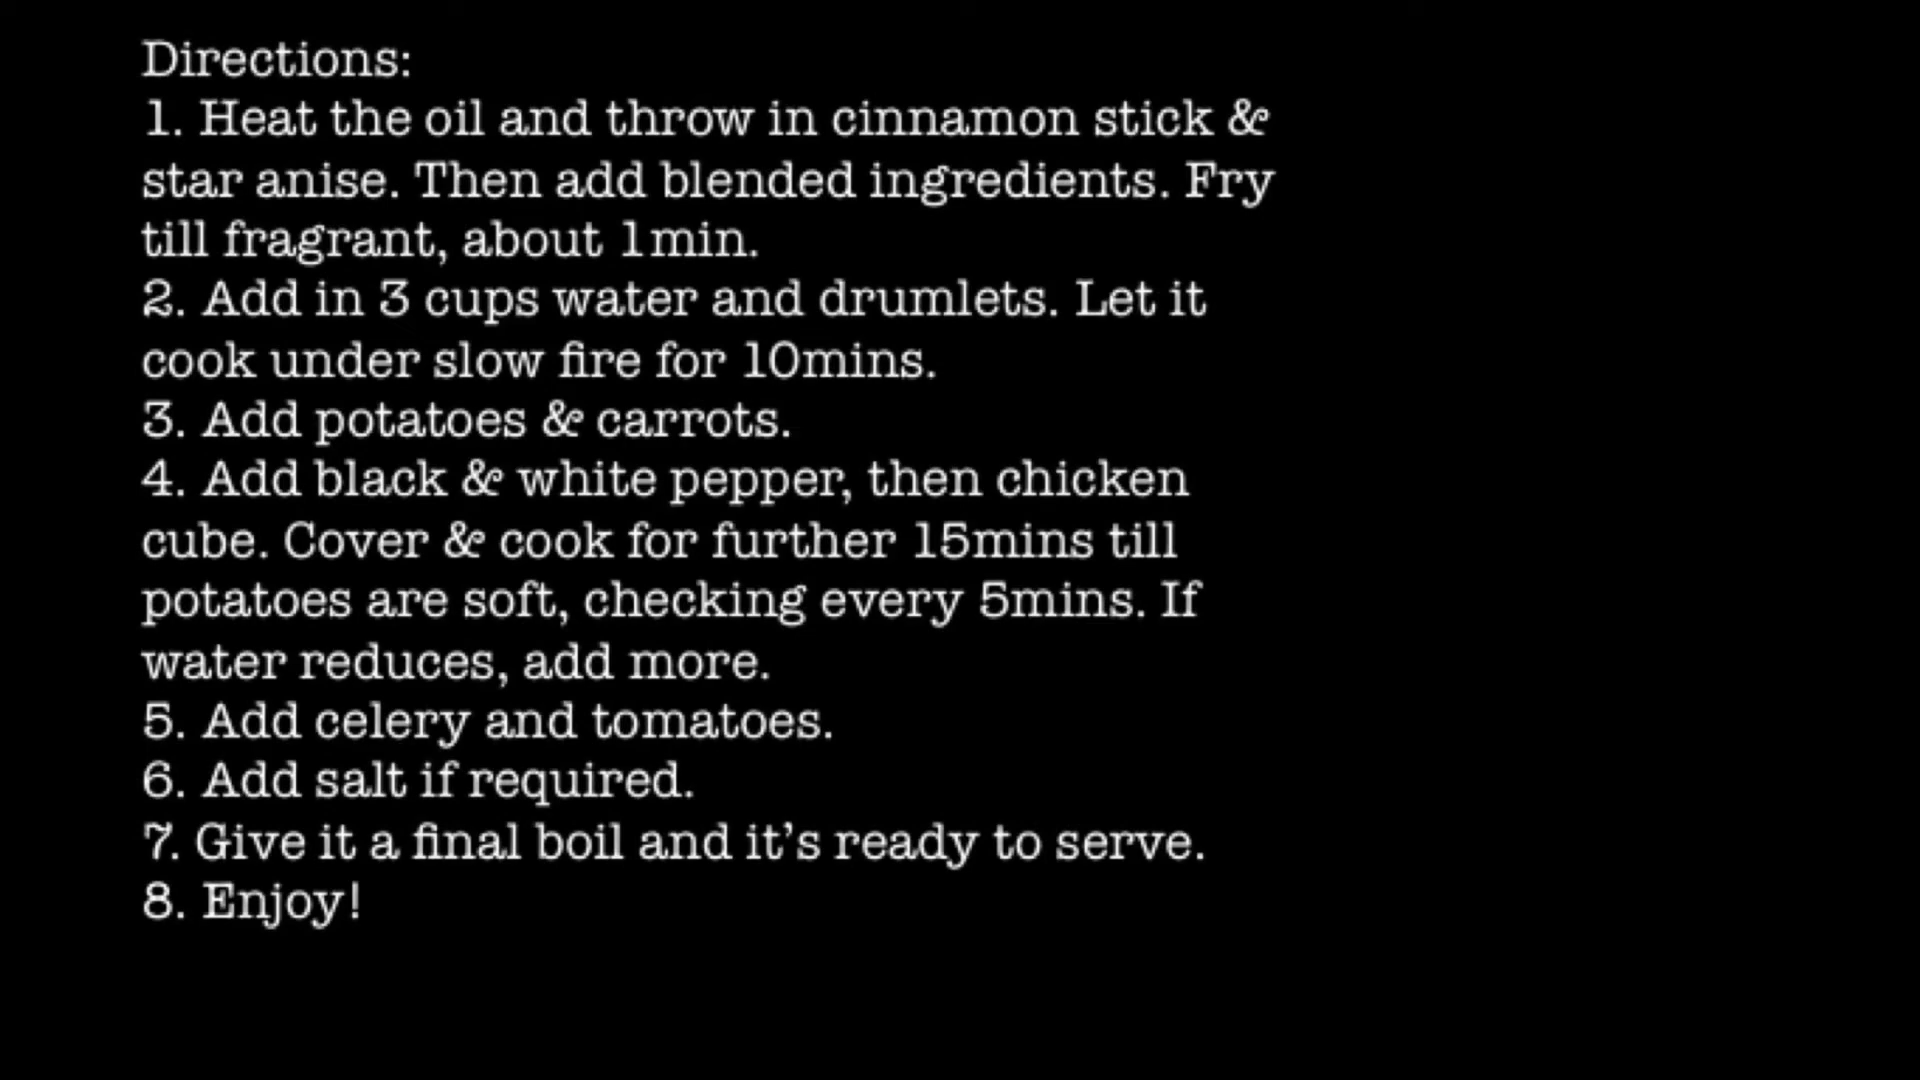 Directions:
1. Heat the oil and throw in cinnamon stick &
star anise. Then add blended ingredients. Fry
till fragrant, about 1min.
2. Add in 3 cups water and drumlets. Let it
cook under slow fire for 10mins.
3. Add potatoes & carrots.
4. Add black & white pepper, then chicken
cube. Cover & cook for further 15mins till
potatoes are soft, checking every 5mins. If
water reduces, add more.
5. Add celery and tomatoes.
6. Add salt if required.
7. Give it a final boil and it’s ready to serve.
8. Enjoy!